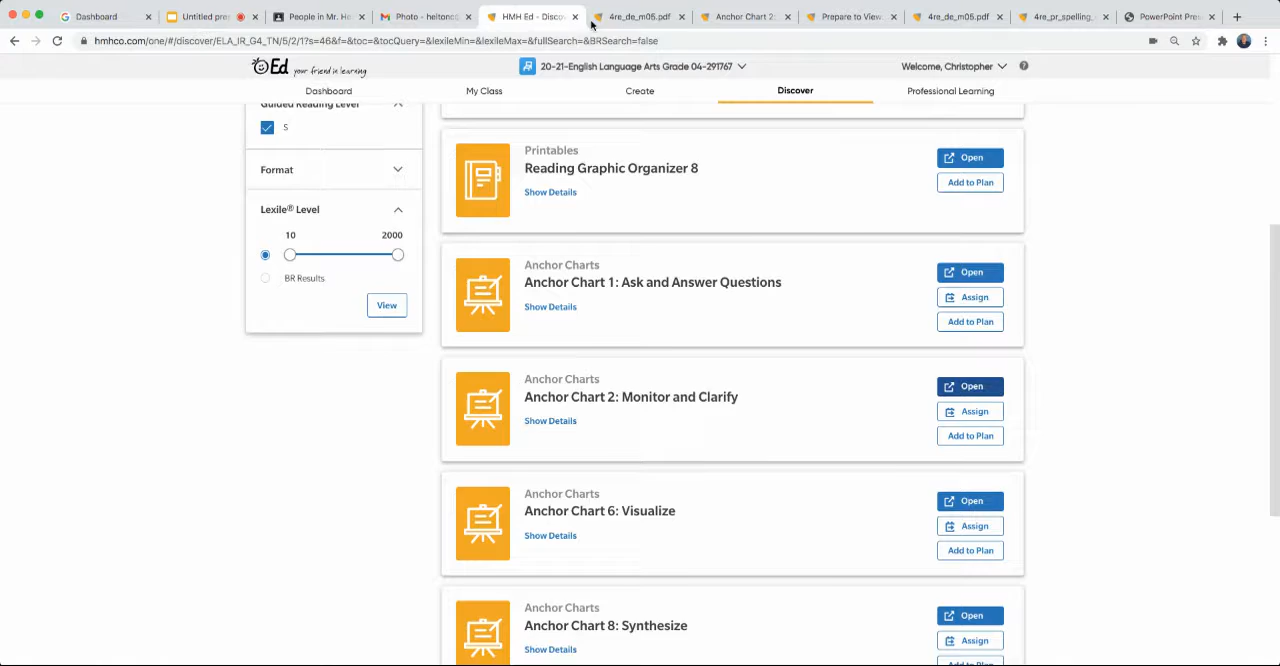 Dashboard
Untitled pre
People in Mr. He
Photo - heltonc
HMH Ed - Disco
4re_de_m05.pdf
Anchor Chart 2:
Prepare to View
4re_de_m05.pdf
4re_pr_spelling_
PowerPoint Pres
hmhco.com/one/#/discover/ELA_IR_G4_TN/5/2/1?s=46&f=&toc=&tocQuery=&lexileMin=&lexileMax=&fullSearch=&BRSearch=false
Ed your friend in learning
20-21-English Language Arts Grade 04-291767
Welcome, Christopher
Dashboard
My Class
Create
Discover
Professional Learning
Guided Reading Level
S
Format
Lexile® Level
10 2000
BR Results
View
Printables
Reading Graphic Organizer 8
Show Details
Open
Add to Plan
Anchor Charts
Anchor Chart 1: Ask and Answer Questions
Show Details
Open
Assign
Add to Plan
Anchor Charts
Anchor Chart 2: Monitor and Clarify
Show Details
Open
Assign
Add to Plan
Anchor Charts
Anchor Chart 6: Visualize
Show Details
Open
Assign
Add to Plan
Anchor Charts
Anchor Chart 8: Synthesize
Show Details
Open
Assign
Add to Plan